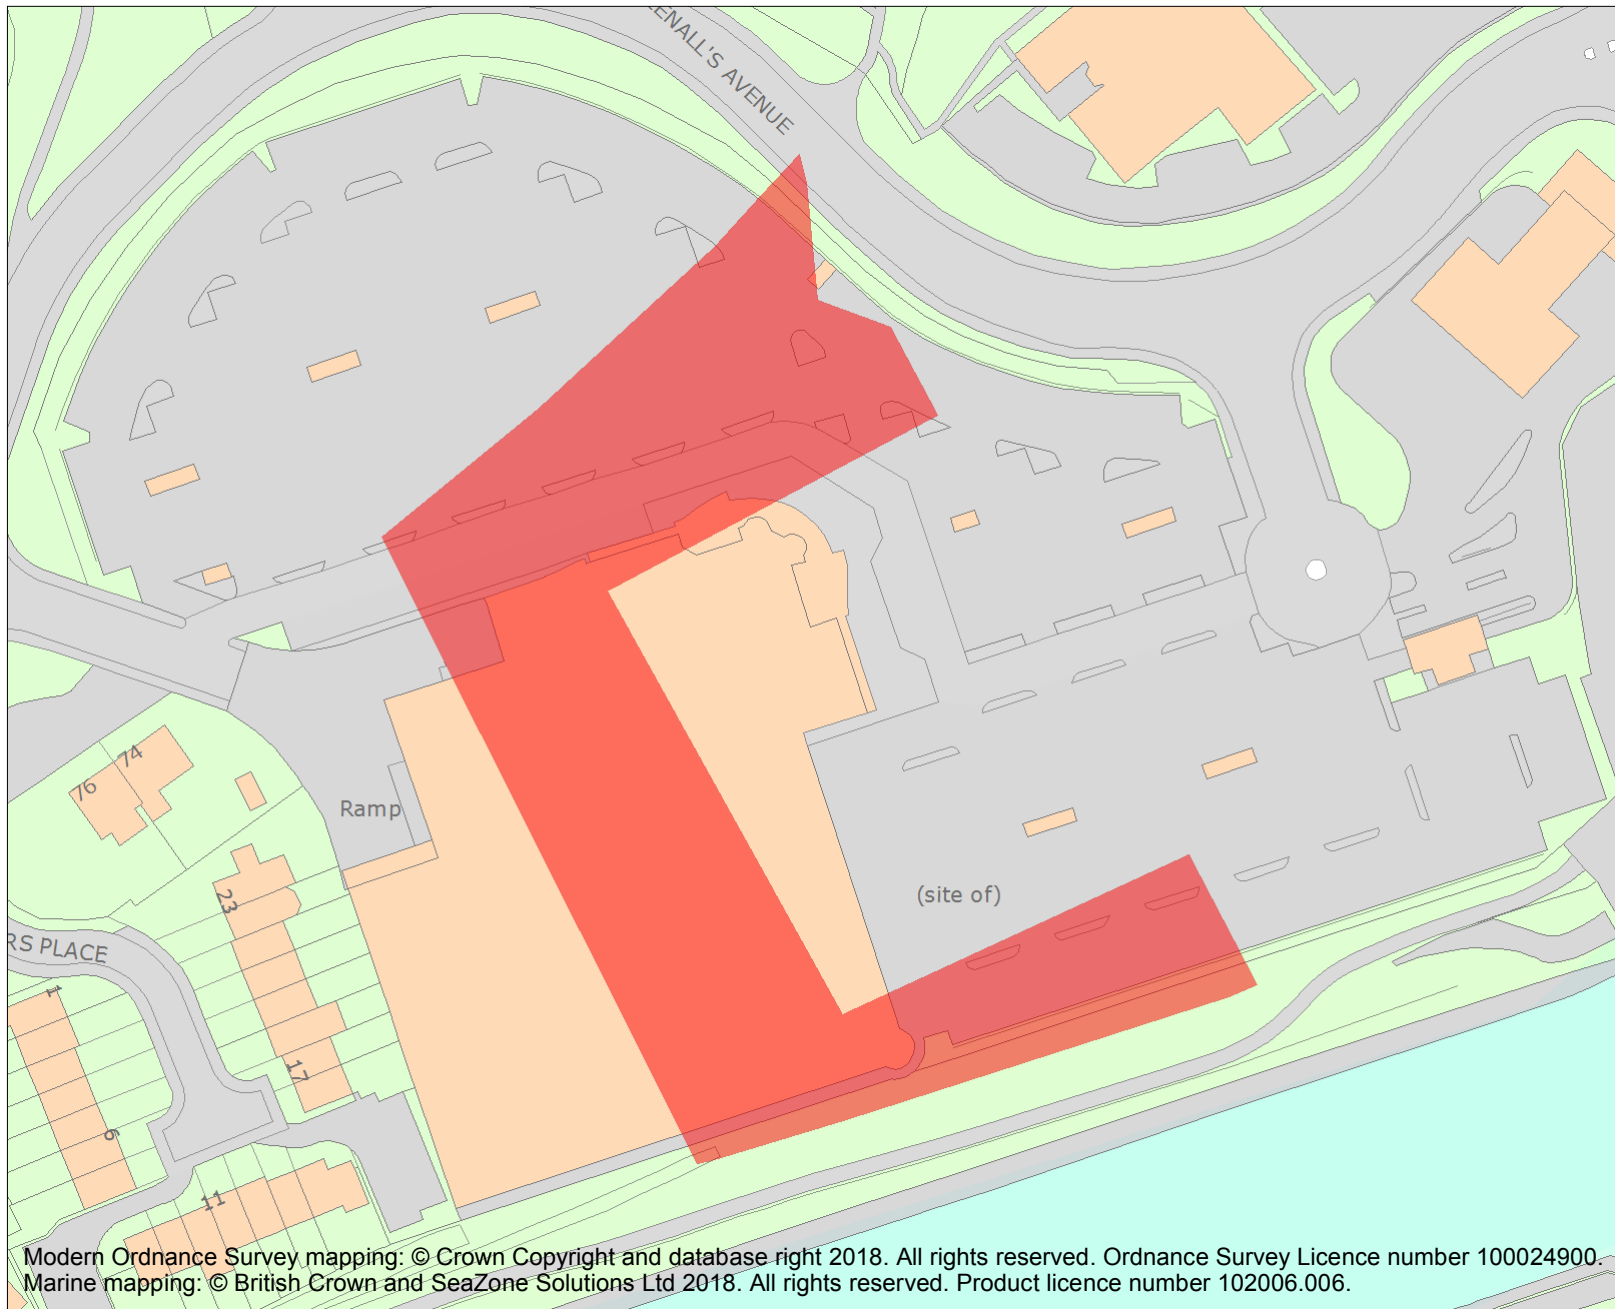 EENALL'S AVENUE
74
76
Ramp
23
(site of)
RS PLACE
1
17
6
11
Modern Ordnance Survey mapping: © Crown Copyright and database right 2018. All rights reserved. Ordnance Survey Licence number 100024900.
Marine mapping: © British Crown and SeaZone Solutions Ltd 2018. All rights reserved. Product licence number 102006.006.